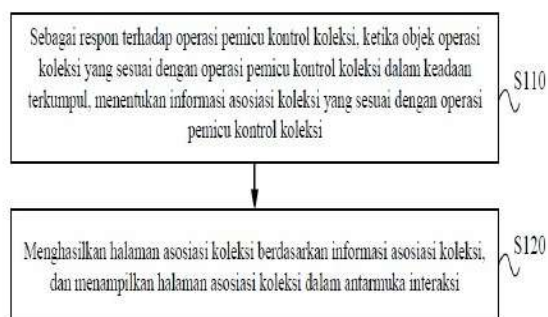 Sebagai respon terhadap operasi pemicu kontrol koleksi, ketika objek operasi
koleksi yang sesuai dengan operasi pemicu kontrol koleksi dalam keadaan
terkumpul, menentukan informasi asosiasi koleksi yang sesuai dengan operasi
pemicu kontrol koleksi
S110
Menghasilkan halaman asosiasi koleksi berdasarkan informasi asosiasi koleksi,
dan menampilkan halaman asosiasi koleksi dalam antarmuka interaksi
S120